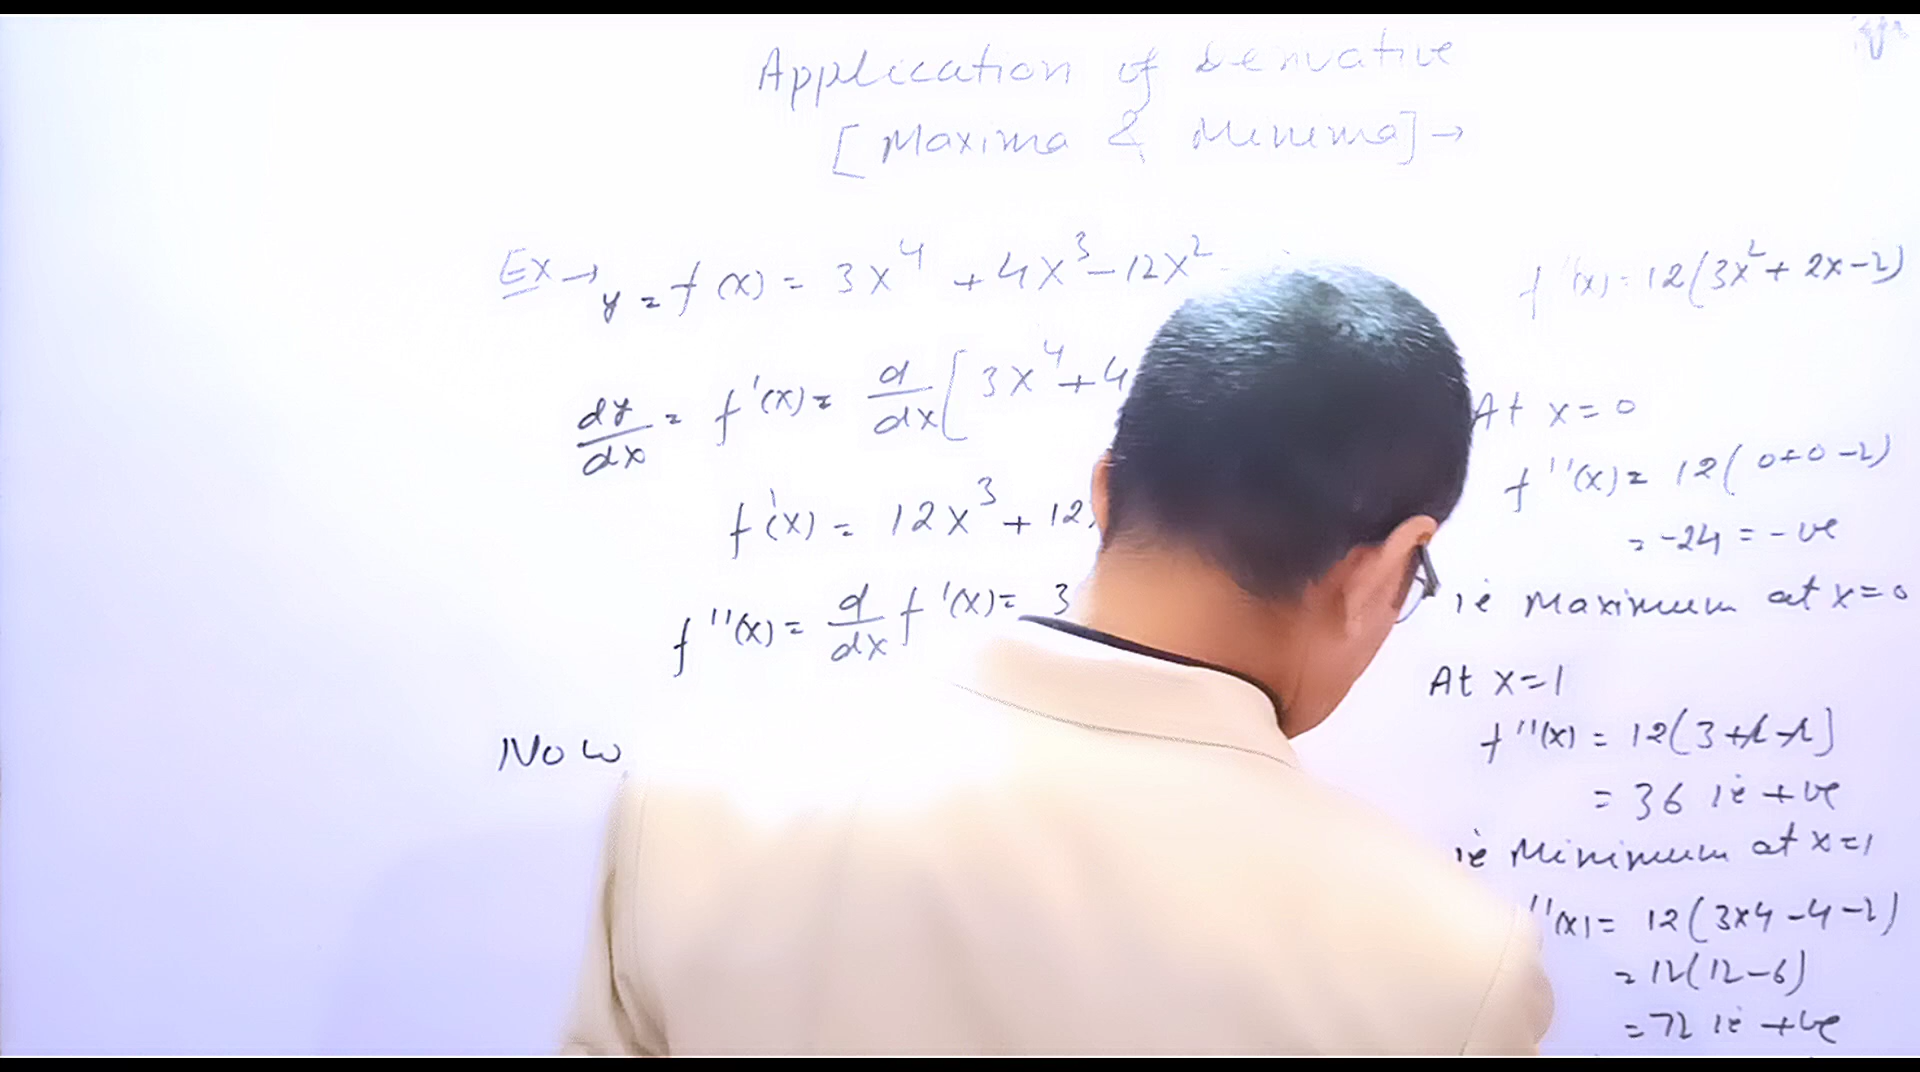 Application of Derivative
[Maxima & Minima] →
Ex → y = f(x) = 3x⁴ + 4x³ - 12x²
dy/dx = f'(x) = d/dx [3x⁴ + 4
f'(x) = 12x³ + 12
f''(x) = d/dx f'(x) = 3
Now
(x) = 12(3x² + 2x - 2)
At x = 0
f''(x) = 12(0+0-2)
= -24 = -ve
ie Maximum at x=0
At x=1
f''(x) = 12(3+2-2)
= 36 ie +ve
ie Minimum at x=1
''(x) = 12(3x4-4-2)
= 12(12-6)
= 72 ie +ve